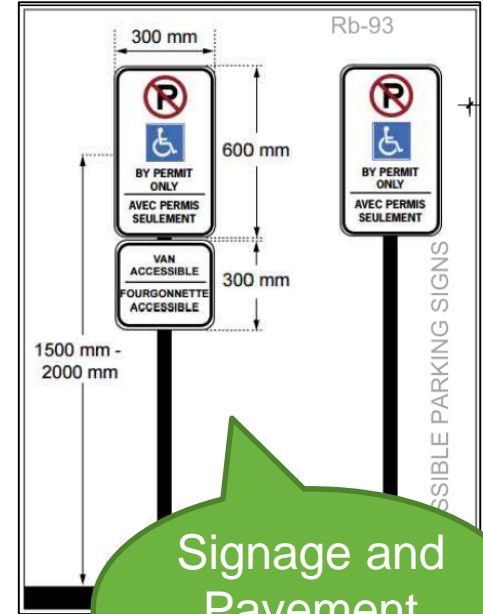 Rb-93
300 mm
P
BY PERMIT
ONLY
AVEC PERMIS
SEULEMENT
600 mm
VAN
ACCESSIBLE
FOURGONNETTE
ACCESSIBLE
300 mm
1500 mm -
2000 mm
P
BY PERMIT
ONLY
AVEC PERMIS
SEULEMENT
SSIBLE PARKING SIGNS
Signage and
Pavement